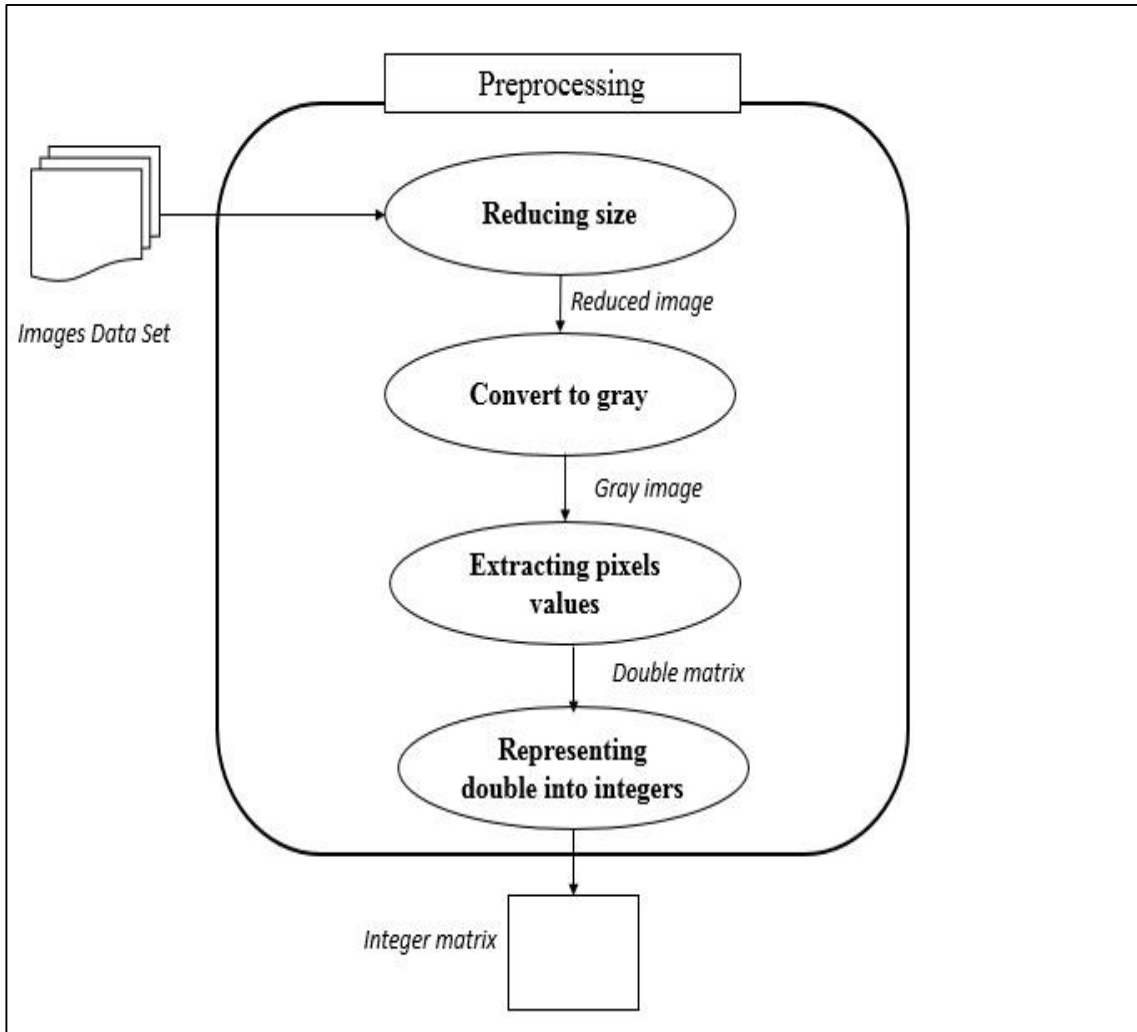 Preprocessing
Reducing size
Images Data Set
Reduced image
Convert to gray
Gray image
Extracting pixels
values
Double matrix
Representing
double into integers
Integer matrix